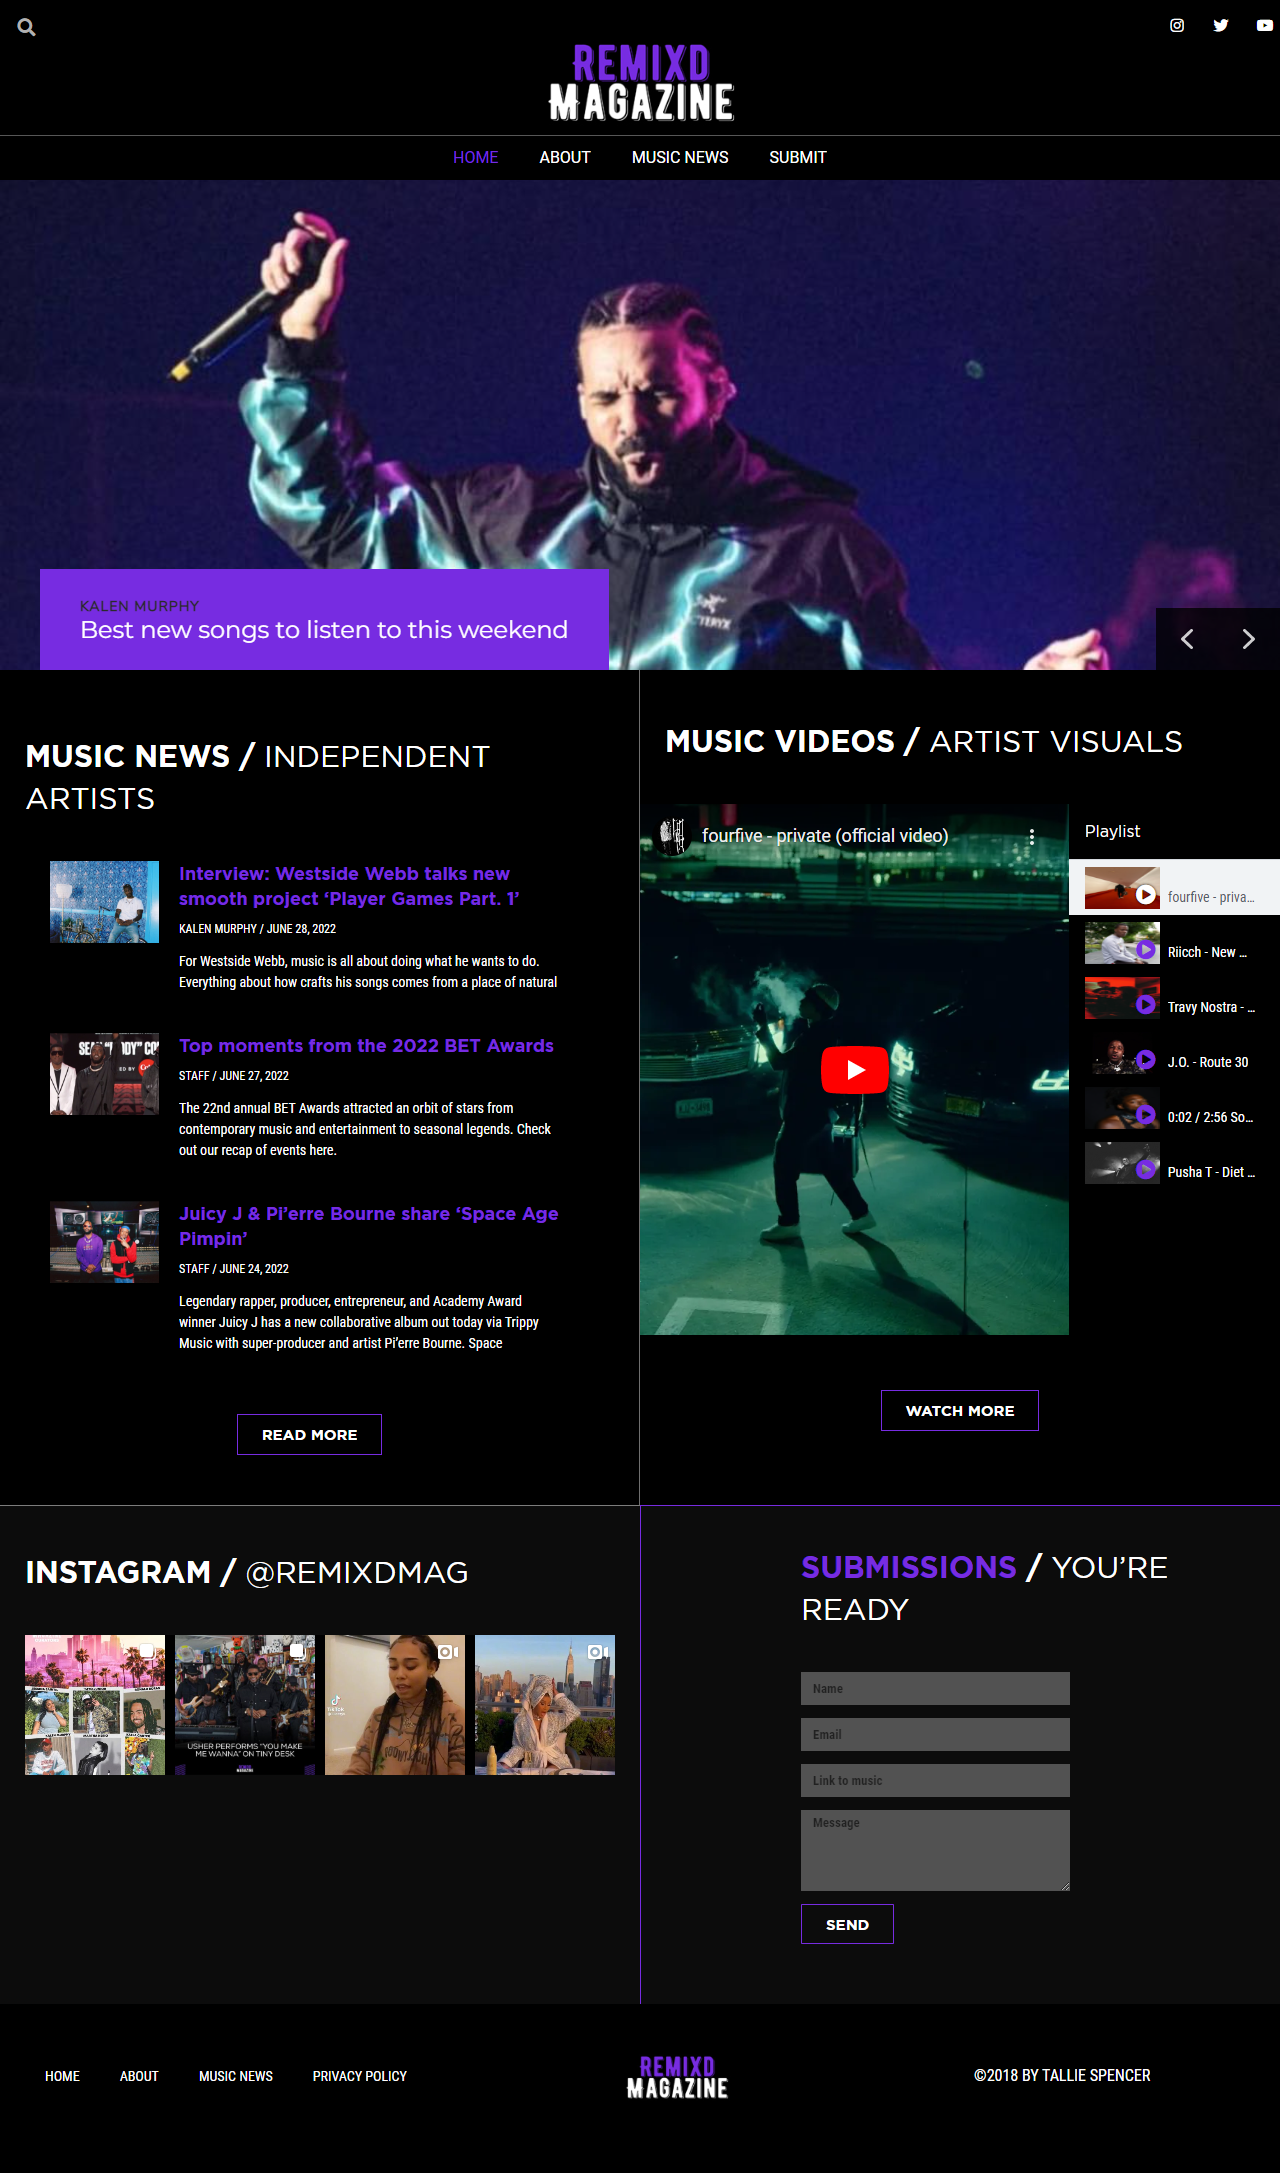 REMIXD
MAGAZINE
HOME ABOUT MUSIC NEWS SUBMIT
KALEN MURPHY
Best new songs to listen to this weekend
MUSIC NEWS / INDEPENDENT
ARTISTS
Interview: Westside Webb talks new
smooth project ‘Player Games Part. 1’
KALEN MURPHY / JUNE 28, 2022
For Westside Webb, music is all about doing what he wants to do.
Everything about how crafts his songs comes from a place of natural
Top moments from the 2022 BET Awards
STAFF / JUNE 27, 2022
The 22nd annual BET Awards attracted an orbit of stars from
contemporary music and entertainment to seasonal legends. Check
out our recap of events here.
Juicy J & Pi’erre Bourne share ‘Space Age
Pimpin’
STAFF / JUNE 24, 2022
Legendary rapper, producer, entrepreneur, and Academy Award
winner Juicy J has a new collaborative album out today via Trippy
Music with super-producer and artist Pi’erre Bourne. Space
READ MORE
MUSIC VIDEOS / ARTIST VISUALS
fourfive - private (official video)
Playlist
fourfive - priva...
Riicch - New ...
Travy Nostra - ...
J.O. - Route 30
0:02 / 2:56 So...
Pusha T - Diet ...
WATCH MORE
INSTAGRAM / @REMIXDMAG
USHER PERFORMS "YOU MAKE
ME WANNA" ON TINY DESK
TikTok
SUBMISSIONS / YOU’RE
READY
Name
Email
Link to music
Message
SEND
HOME ABOUT MUSIC NEWS PRIVACY POLICY
REMIXD
MAGAZINE
©2018 BY TALLIE SPENCER